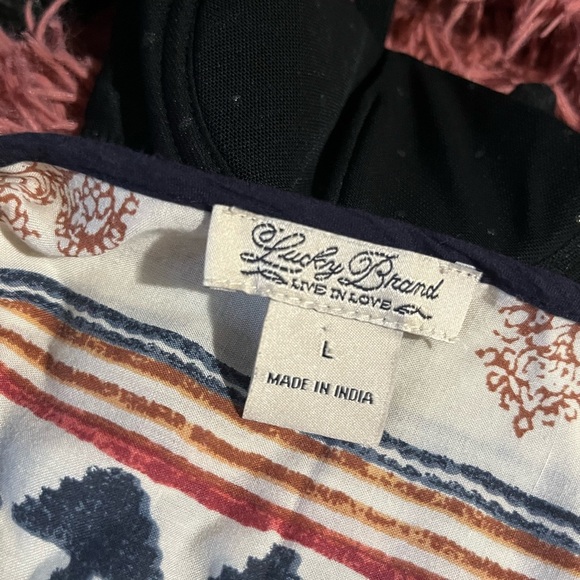 Lucky Brand
LIVE IN LOVE
L
MADE IN INDIA